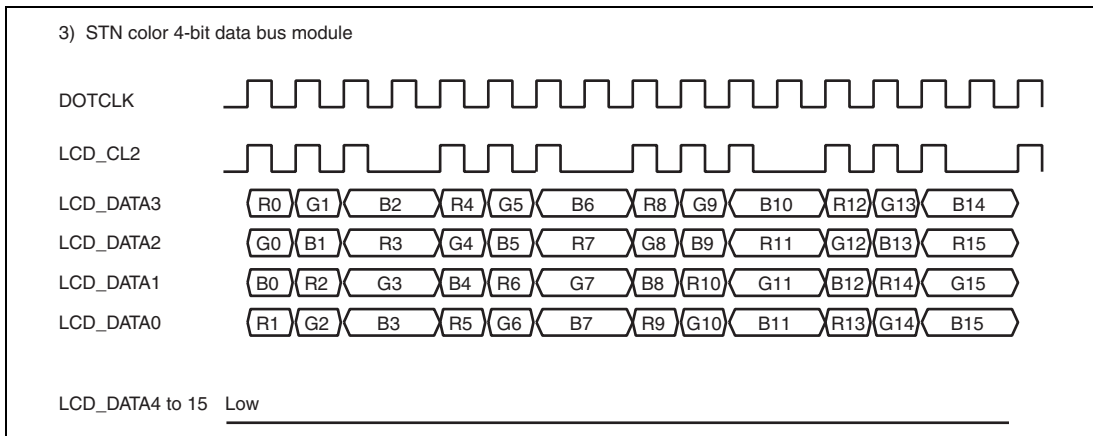 3) STN color 4-bit data bus module
DOTCLK
LCD_CL2
LCD_DATA3 R0 G1 B2 R4 G5 B6 R8 G9 B10 R12 G13 B14
LCD_DATA2 G0 B1 R3 G4 B5 R7 G8 B9 R11 G12 B13 R15
LCD_DATA1 B0 R2 G3 B4 R6 G7 B8 R10 G11 B12 R14 G15
LCD_DATA0 R1 G2 B3 R5 G6 B7 R9 G10 B11 R13 G14 B15
LCD_DATA4 to 15 Low